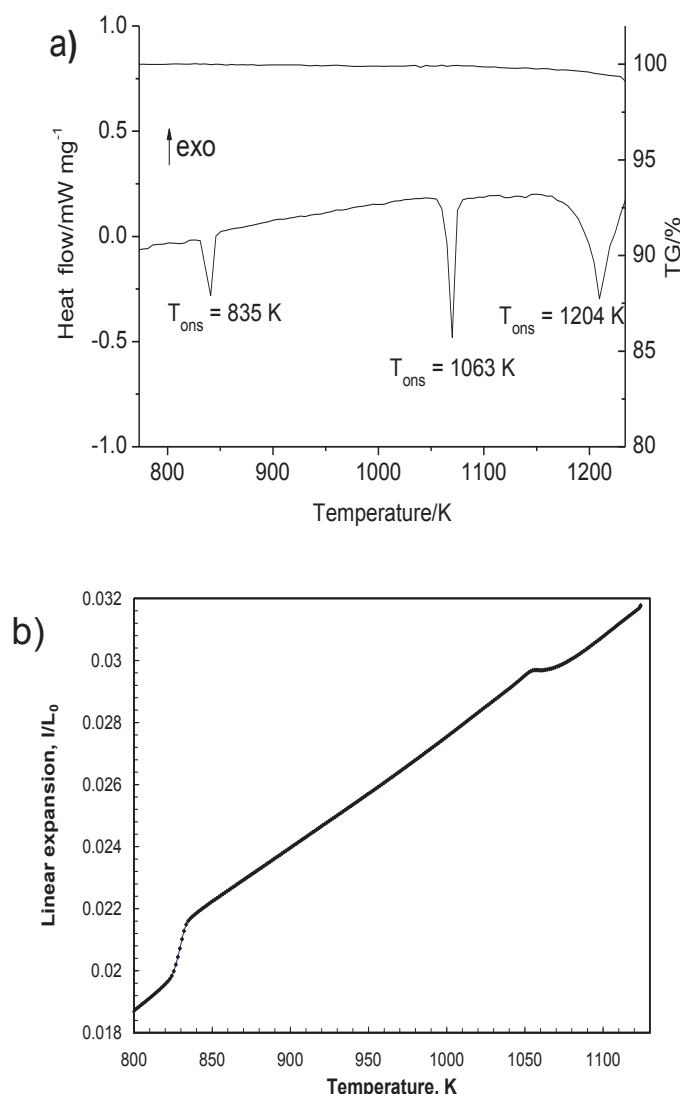 a)
1.0
0.5
0.0
-0.5
-1.0
Heat flow/mW mg-1
exo
Tons = 835 K
Tons = 1063 K
Tons = 1204 K
100
95
90
85
80
TG/%
800 900 1000 1100 1200
Temperature/K
b)
0.032
0.03
0.028
0.026
0.024
0.022
0.02
0.018
Linear expansion, l/L0
800 850 900 950 1000 1050 1100
Temperature, K